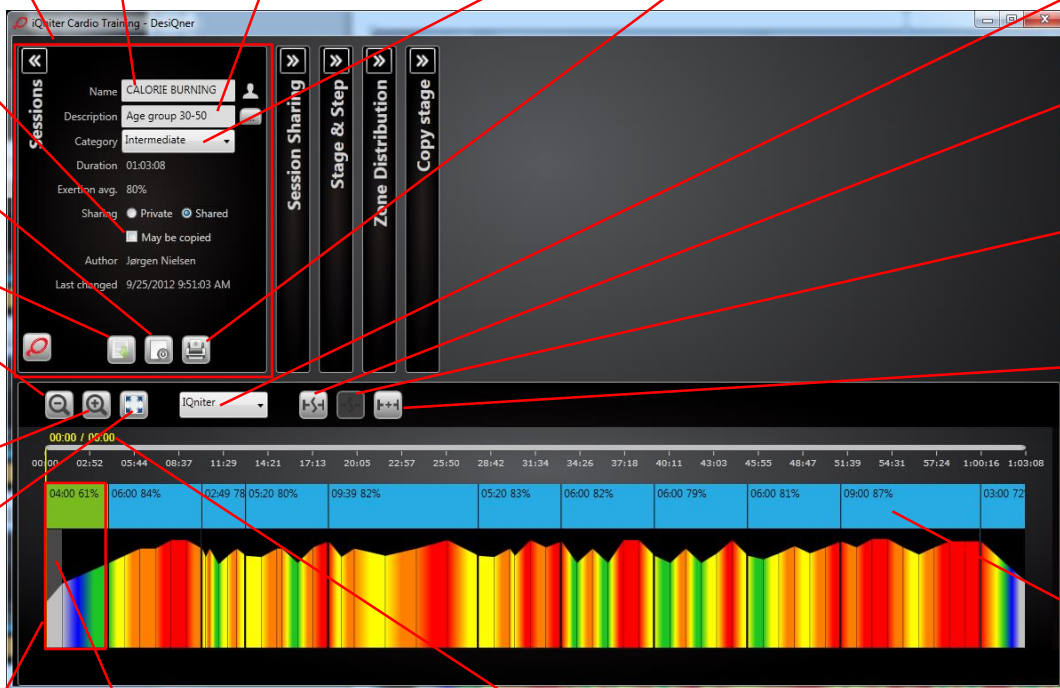 iQniter Cardio Training - DesiQner
Sessions
Name CALORIE BURNING
Description Age group 30-50
Category Intermediate
Duration 01:03:08
Exertion avg. 80%
Sharing Private Shared
May be copied
Author Jørgen Nielsen
Last changed 9/25/2012 9:51:03 AM
Session Sharing
Stage & Step
Zone Distribution
Copy stage
IQniter
00:00 / 00:00
00:00 02:52 05:44 08:37 11:29 14:21 17:13 20:05 22:57 25:50 28:42 31:34 34:26 37:18 40:11 43:03 45:55 48:47 51:39 54:31 57:24 1:00:16 1:03:08
04:00 61% 06:00 84% 02:49 78 05:20 80% 09:39 82% 05:20 83% 06:00 82% 06:00 79% 06:00 81% 09:00 87% 03:00 72